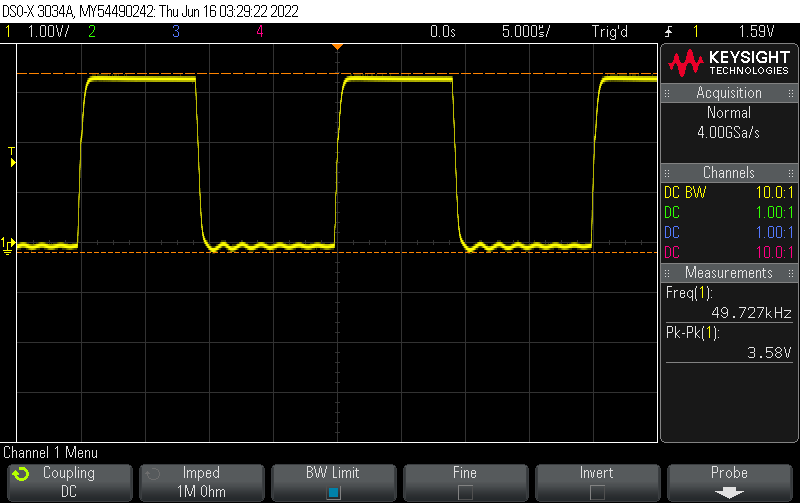 DSO-X 3034A, MY54490242: Thu Jun 16 03:29:22 2022
1 1.00V/ 2 3 4 0.0s 5.000µs/ Trig'd 1 1.59V
KEYSIGHT
TECHNOLOGIES
Acquisition
Normal
4.00GSa/s
Channels
DC BW 10.0:1
DC 1.00:1
DC 1.00:1
DC 10.0:1
Measurements
Freq(1):
49.727kHz
Pk-Pk(1):
3.58V
T
1
Channel 1 Menu
Coupling
DC
Imped
1M Ohm
BW Limit
Fine
Invert
Probe